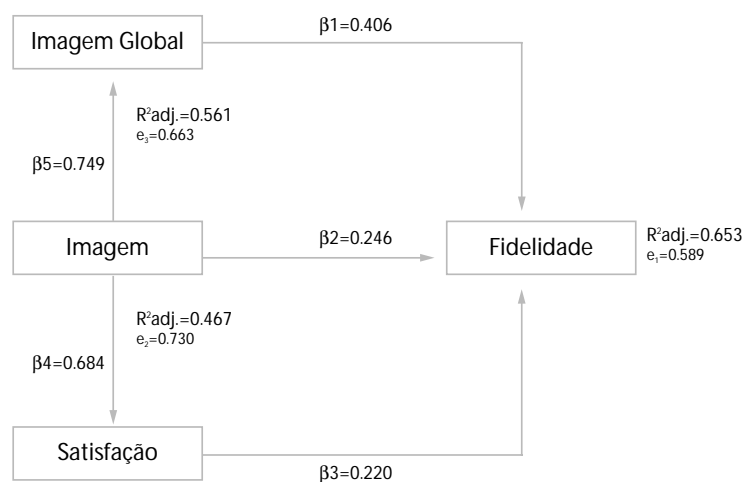 β1=0.406
Imagem Global
R²adj.=0.561
e₃=0.663
β5=0.749
Imagem
β2=0.246
Fidelidade
R²adj.=0.653
e₁=0.589
R²adj.=0.467
e₂=0.730
β4=0.684
Satisfação
β3=0.220